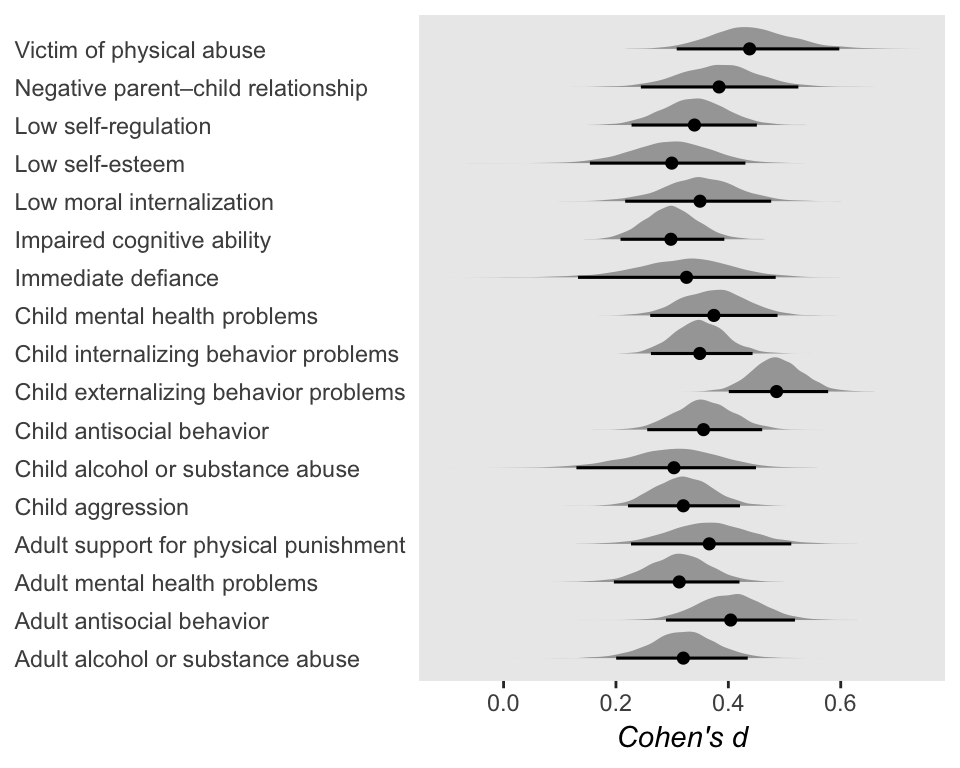 Victim of physical abuse
Negative parent–child relationship
Low self-regulation
Low self-esteem
Low moral internalization
Impaired cognitive ability
Immediate defiance
Child mental health problems
Child internalizing behavior problems
Child externalizing behavior problems
Child antisocial behavior
Child alcohol or substance abuse
Child aggression
Adult support for physical punishment
Adult mental health problems
Adult antisocial behavior
Adult alcohol or substance abuse
0.0 0.2 0.4 0.6
Cohen's d